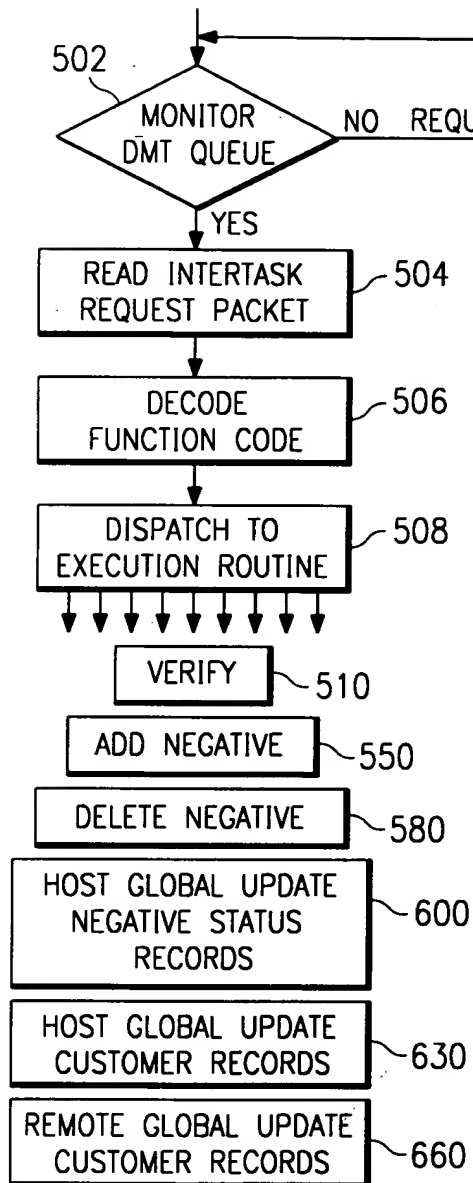 502
MONITOR
DMT QUEUE
NO REQU
YES
READ INTERTASK
REQUEST PACKET
504
DECODE
FUNCTION CODE
506
DISPATCH TO
EXECUTION ROUTINE
508
VERIFY
510
ADD NEGATIVE
550
DELETE NEGATIVE
580
HOST GLOBAL UPDATE
NEGATIVE STATUS
RECORDS
600
HOST GLOBAL UPDATE
CUSTOMER RECORDS
630
REMOTE GLOBAL UPDATE
CUSTOMER RECORDS
660